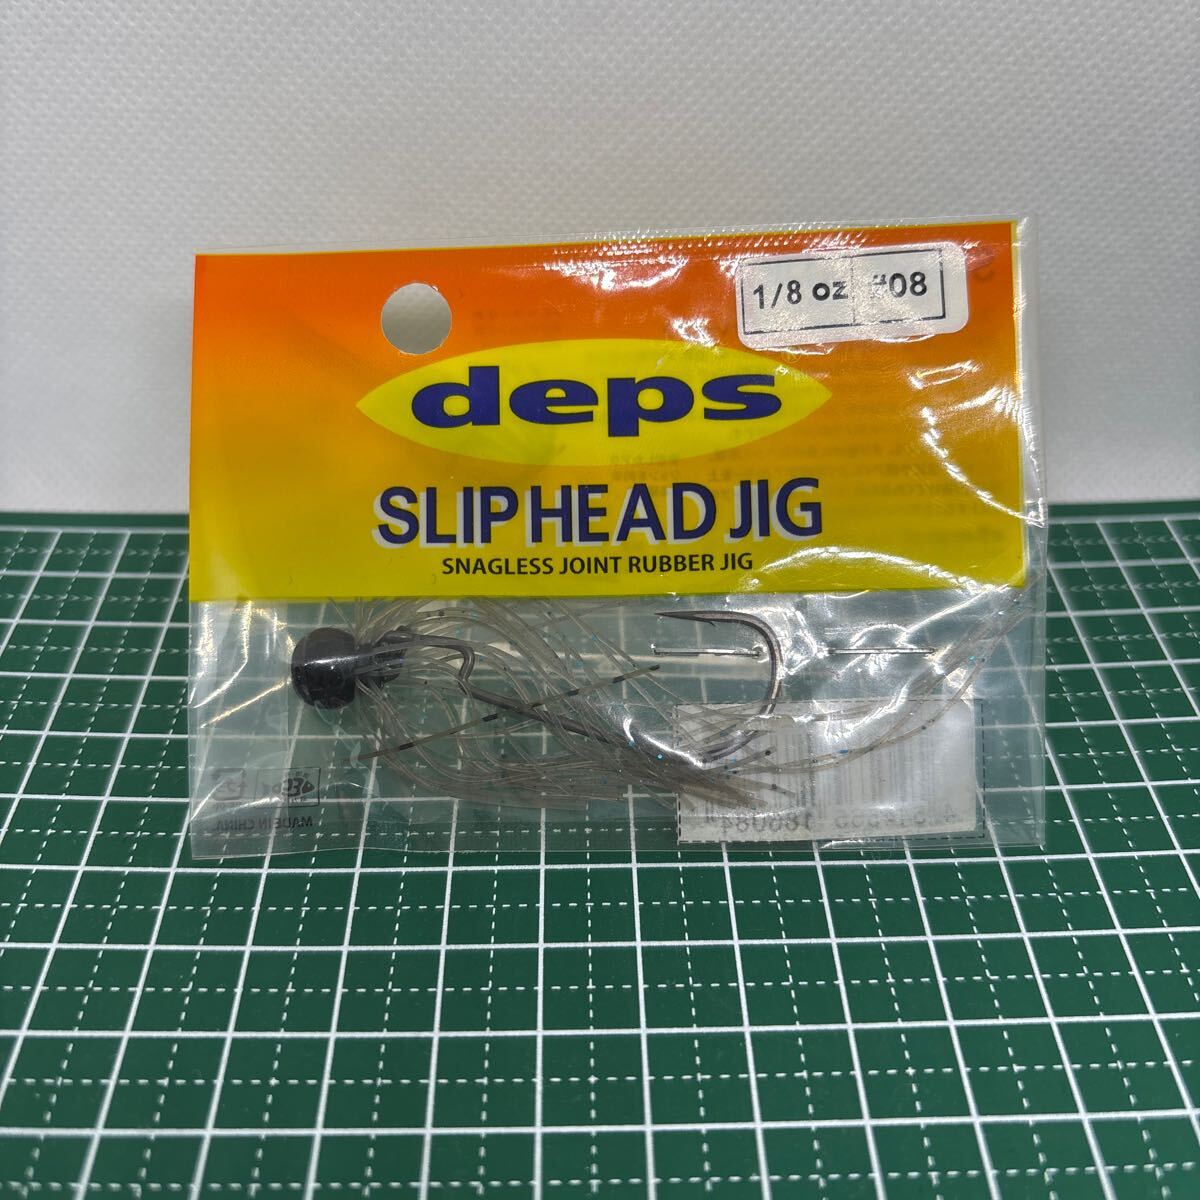 1/8 oz #08
deps
SLIPHEAD JIG
SNAGLESS JOINT RUBBER JIG
MADE IN CHINA